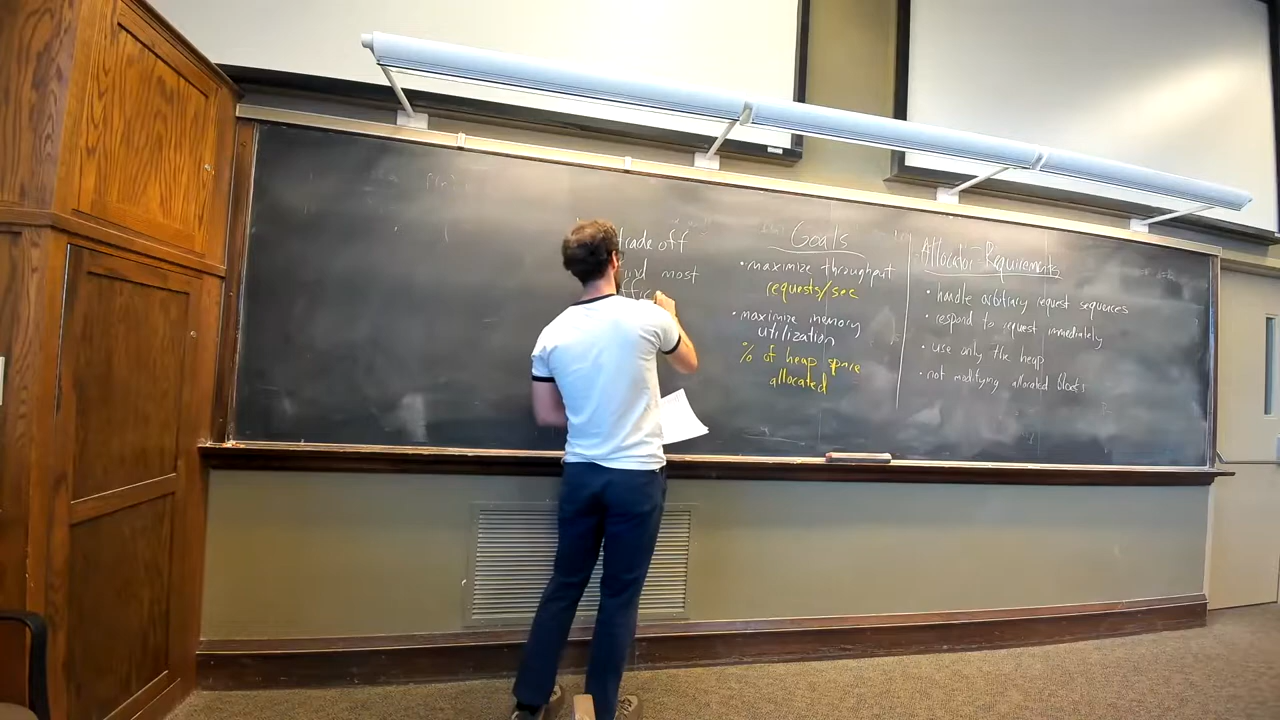 trade off
most
Goals
• maximize throughput
requests/sec
• maximize memory
utilization
% of heap space
allocated
Allocator Requirements
• handle arbitrary request sequences
• respond to request immediately
• use only the heap
• not modifying allocated blocks